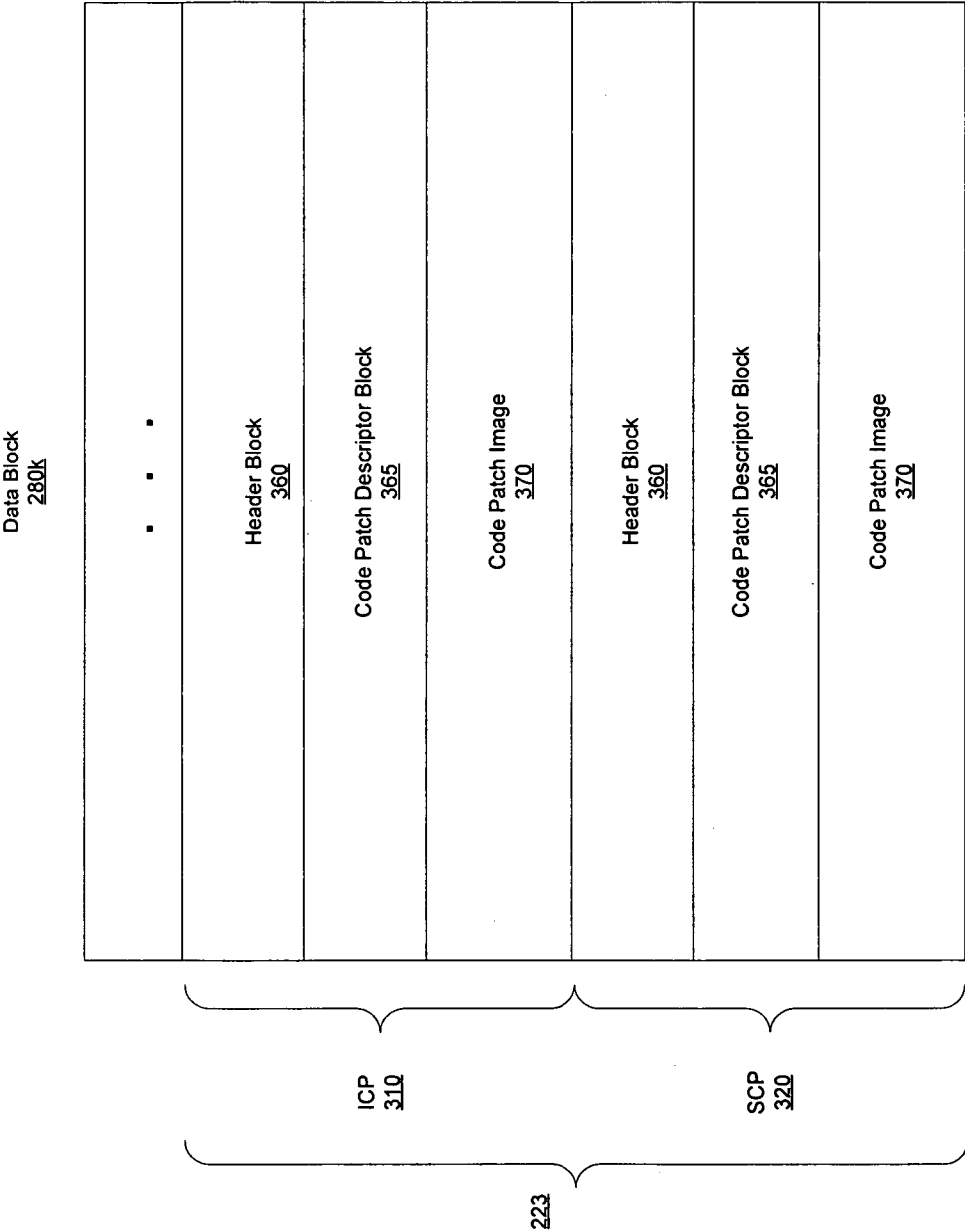 Data Block
280k
. . .
Header Block
360
Code Patch Descriptor Block
365
Code Patch Image
370
ICP
310
Header Block
360
Code Patch Descriptor Block
365
Code Patch Image
370
SCP
320
223